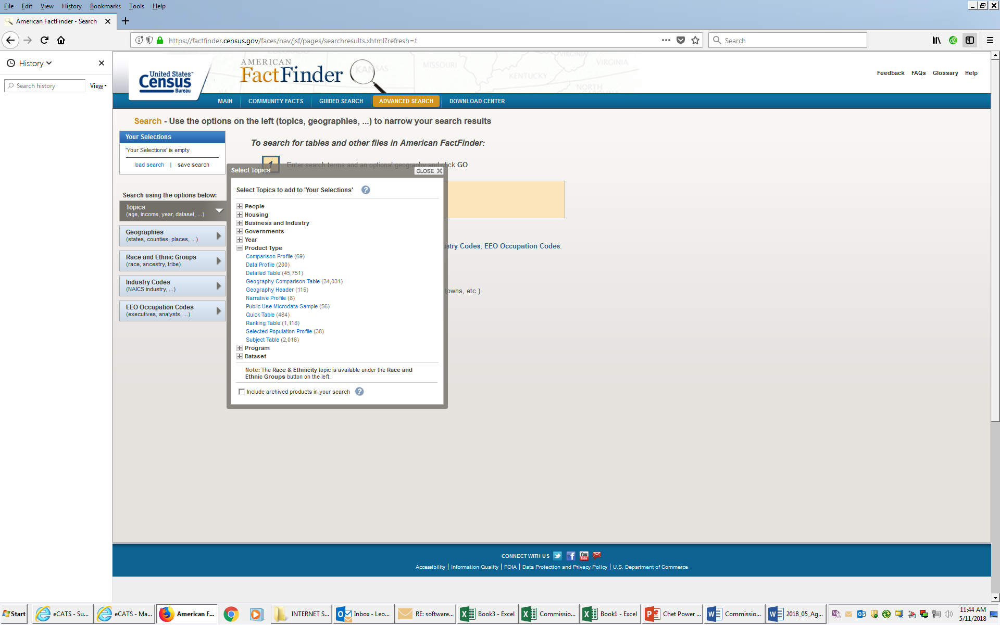 File Edit View History Bookmarks Tools Help
American FactFinder - Search
https://factfinder.census.gov/faces/nav/jsf/pages/searchresults.xhtml?refresh=t
Search
History
Search history
View
United States™
Census
Bureau
AMERICAN
FactFinder
KANSAS
MISSOURI
KENTUCKY
VIRGINIA
NORTH
Feedback FAQs Glossary Help
MAIN COMMUNITY FACTS GUIDED SEARCH ADVANCED SEARCH DOWNLOAD CENTER
Search - Use the options on the left (topics, geographies, ...) to narrow your search results
Your Selections
'Your Selections' is empty
load search | save search
To search for tables and other files in American FactFinder:
1 Enter search terms and an optional geography and click GO
Search using the options below:
Topics
(age, income, year, dataset, ...)
Geographies
(states, counties, places, ...)
Race and Ethnic Groups
(race, ancestry, tribe)
Industry Codes
(NAICS industry, ...)
EEO Occupation Codes
(executives, analysts, ...)
Select Topics
CLOSE
Select Topics to add to 'Your Selections' ?
People
Housing
Business and Industry
Governments
Year
Product Type
Comparison Profile (69)
Data Profile (200)
Detailed Table (45,751)
Geography Comparison Table (34,031)
Geography Header (115)
Narrative Profile (8)
Public Use Microdata Sample (56)
Quick Table (484)
Ranking Table (1,118)
Selected Population Profile (38)
Subject Table (2,016)
Program
Dataset
Note: The Race & Ethnicity topic is available under the Race and
Ethnic Groups button on the left.
Include archived products in your search ?
stry Codes, EEO Occupation Codes.
towns, etc.)
CONNECT WITH US
You Tube
Accessibility | Information Quality | FOIA | Data Protection and Privacy Policy | U.S. Department of Commerce
Start
eCATS - Su...
eCATS - Ma...
American F...
INTERNET S...
Inbox - Leo...
RE: software...
Book3 - Excel
Commissio...
Book1 - Excel
Chet Power ...
Commissio...
2018_05_Ag...
11:44 AM
5/11/2018